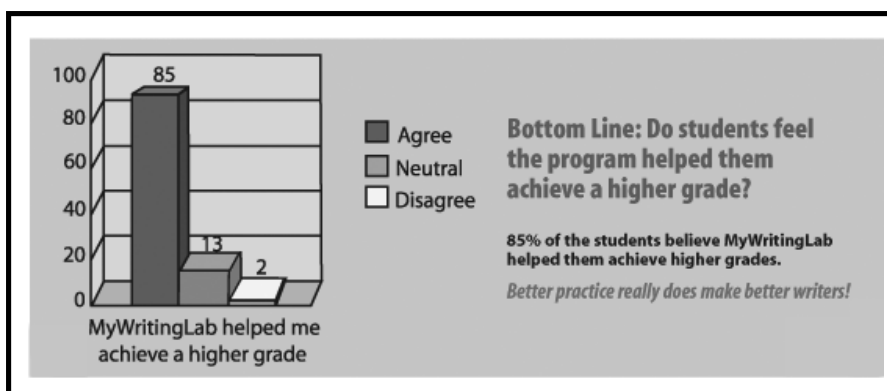 100
80
60
40
20
0
85
13
2
MyWritingLab helped me
achieve a higher grade
Agree
Neutral
Disagree
Bottom Line: Do students feel
the program helped them
achieve a higher grade?
85% of the students believe MyWritingLab
helped them achieve higher grades.
Better practice really does make better writers!